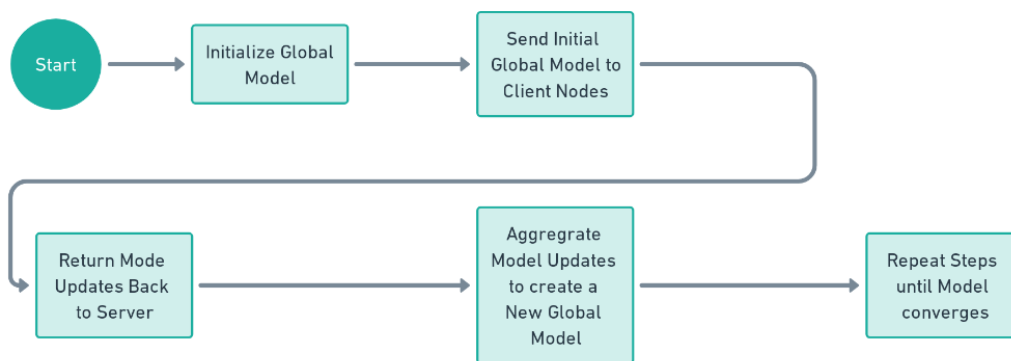 Start
Initialize Global
Model
Send Initial
Global Model to
Client Nodes
Return Mode
Updates Back
to Server
Aggregrate
Model Updates
to create a
New Global
Model
Repeat Steps
until Model
converges